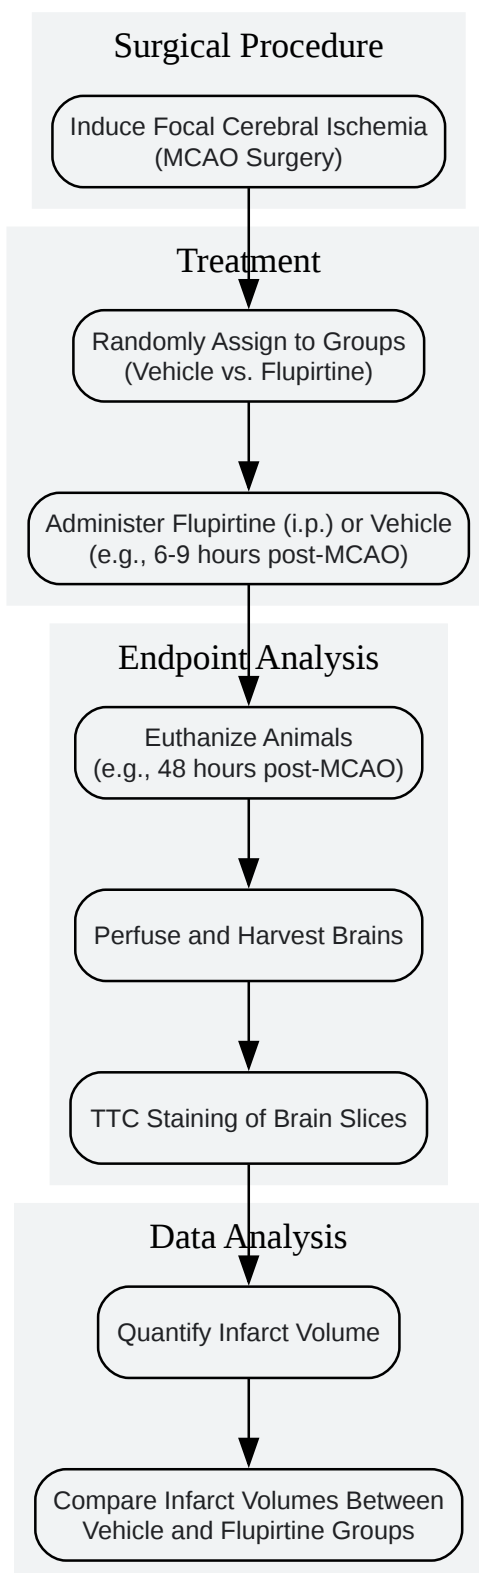 Surgical Procedure
Induce Focal Cerebral Ischemia
(MCAO Surgery)
Treatment
Randomly Assign to Groups
(Vehicle vs. Flupirtine)
Administer Flupirtine (i.p.) or Vehicle
(e.g., 6-9 hours post-MCAO)
Endpoint Analysis
Euthanize Animals
(e.g., 48 hours post-MCAO)
Perfuse and Harvest Brains
TTC Staining of Brain Slices
Data Analysis
Quantify Infarct Volume
Compare Infarct Volumes Between
Vehicle and Flupirtine Groups